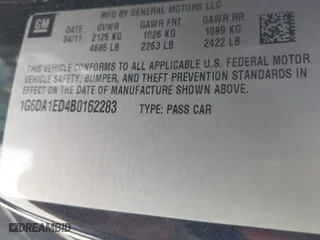 MFD BY GENERAL MOTORS LLC
GM
DATE GVWR GAWR FRT GAWR RR
04/11 2125 KG 1026 KG 1099 KG
4685 LB 2263 LB 2422 LB
THIS VEHICLE CONFORMS TO ALL APPLICABLE U.S. FEDERAL MOTOR
VEHICLE SAFETY, BUMPER, AND THEFT PREVENTION STANDARDS IN
EFFECT ON THE DATE OF MANUFACTURE SHOWN ABOVE.
1G6DA1ED4B0162283 TYPE: PASS CAR
AUTOBIDMASTER